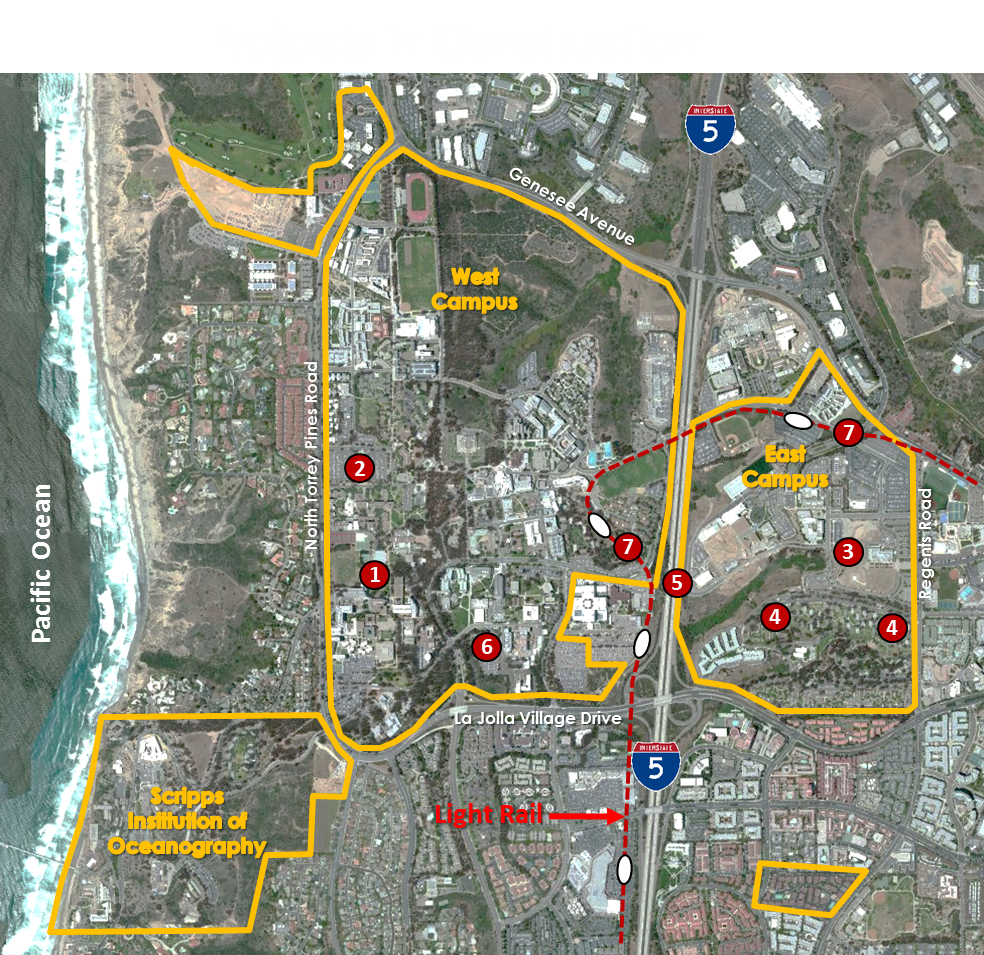 INTERSTATE
5
Genesee Avenue
West
Campus
North Torrey Pines Road
7
East
Campus
2
Pacific Ocean
Regents Road
7
3
1
5
4
4
6
La Jolla Village Drive
INTERSTATE
5
Light Rail
Scripps
Institution of
Oceanography